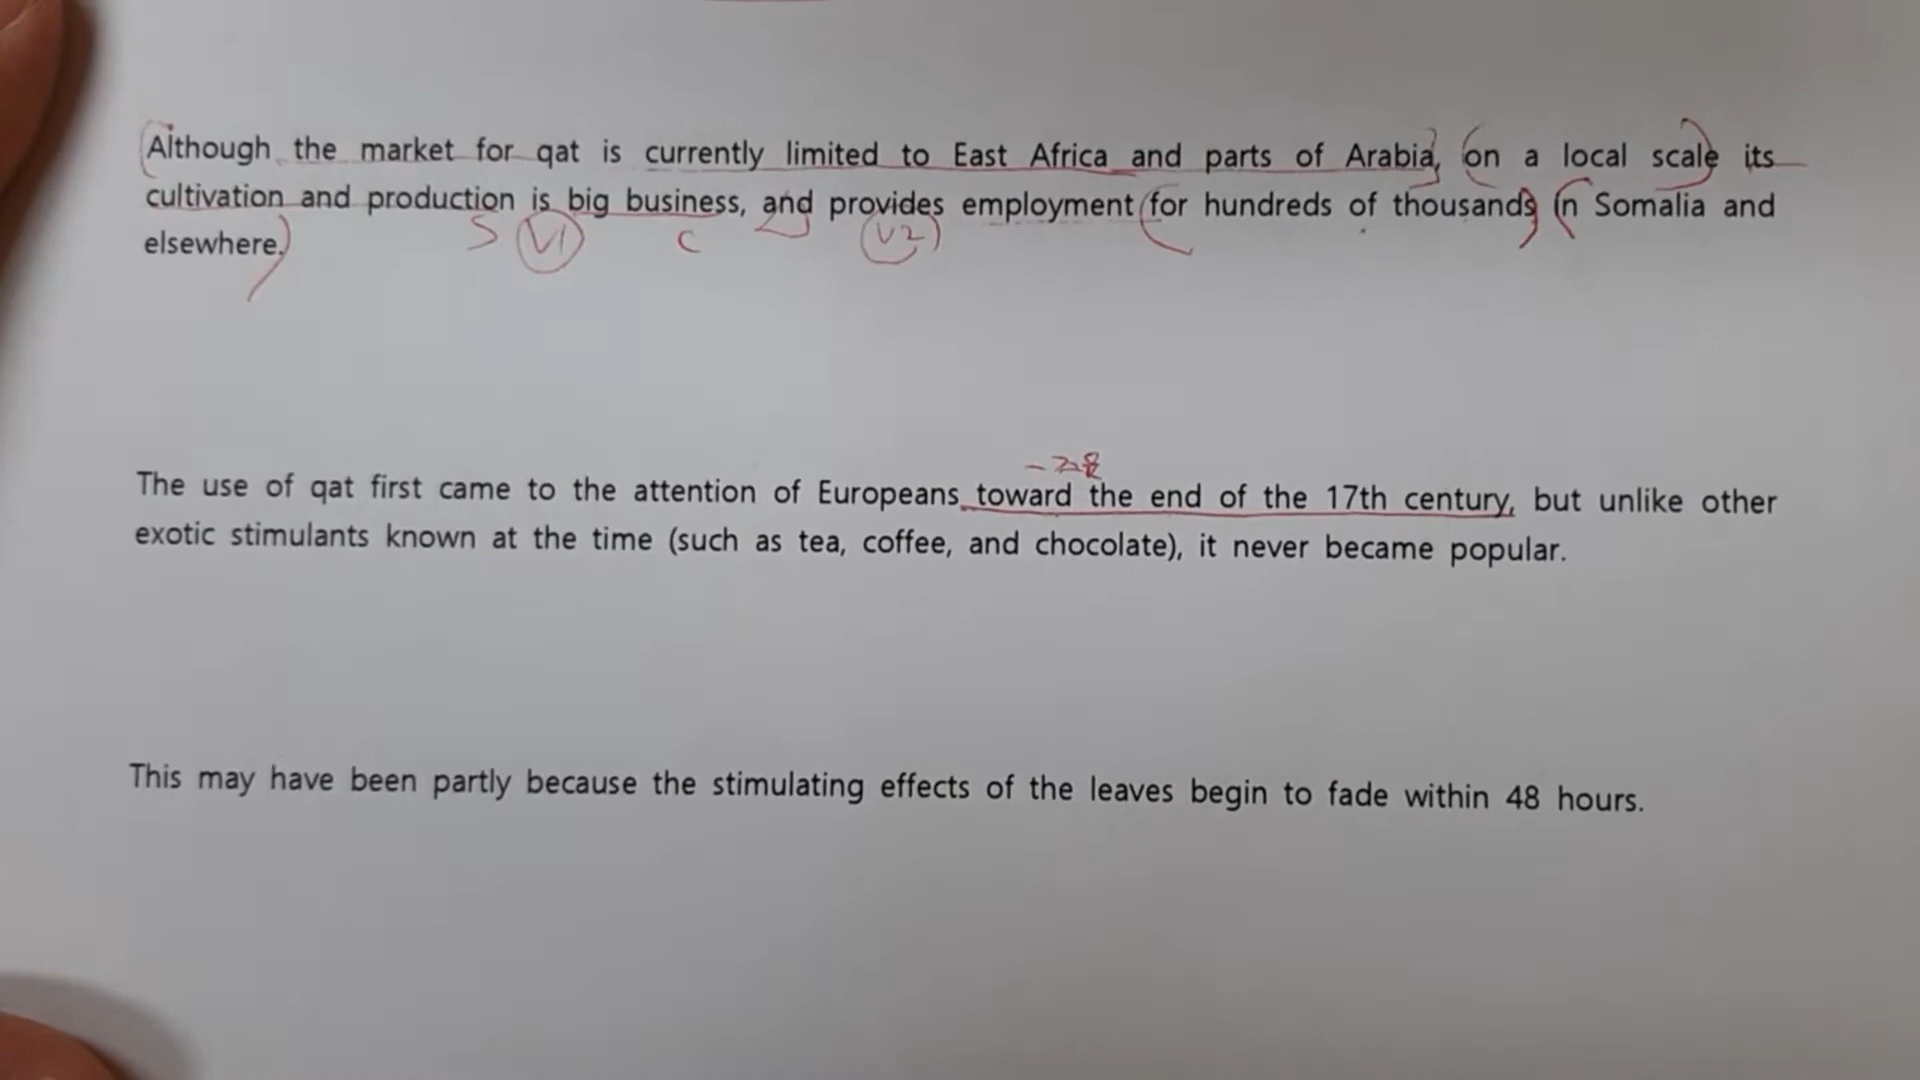 Although the market for qat is currently limited to East Africa and parts of Arabia, on a local scale its
cultivation and production is big business, and provides employment for hundreds of thousands in Somalia and
S V1 C V2
elsewhere.
The use of qat first came to the attention of Europeans toward the end of the 17th century, but unlike other
exotic stimulants known at the time (such as tea, coffee, and chocolate), it never became popular.
This may have been partly because the stimulating effects of the leaves begin to fade within 48 hours.